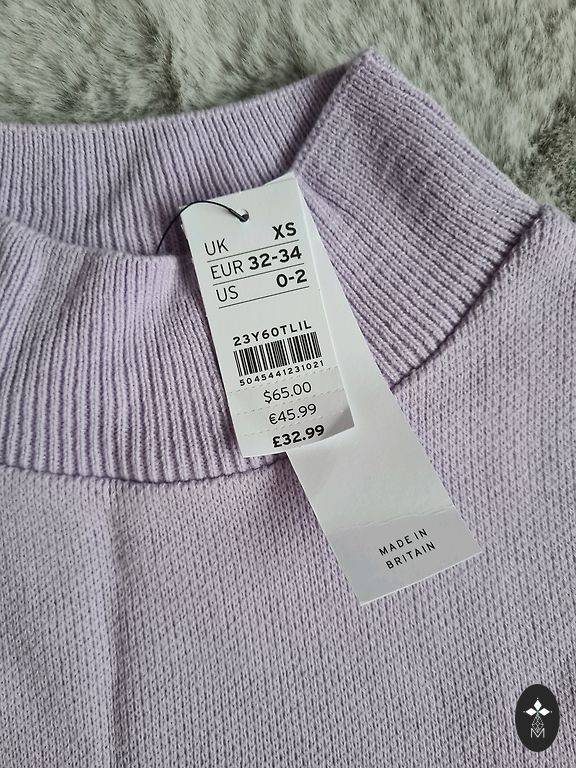 UK XS
EUR 32-34
US 0-2
23Y60TLIL
5045441231021
$65.00
€45.99
£32.99
MADE IN
BRITAIN
M